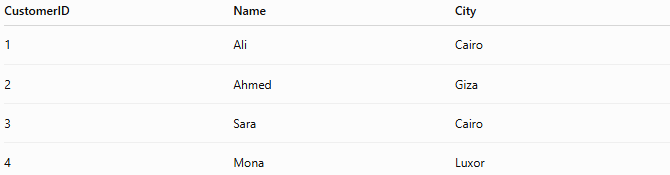 CustomerID Name City
1 Ali Cairo
2 Ahmed Giza
3 Sara Cairo
4 Mona Luxor